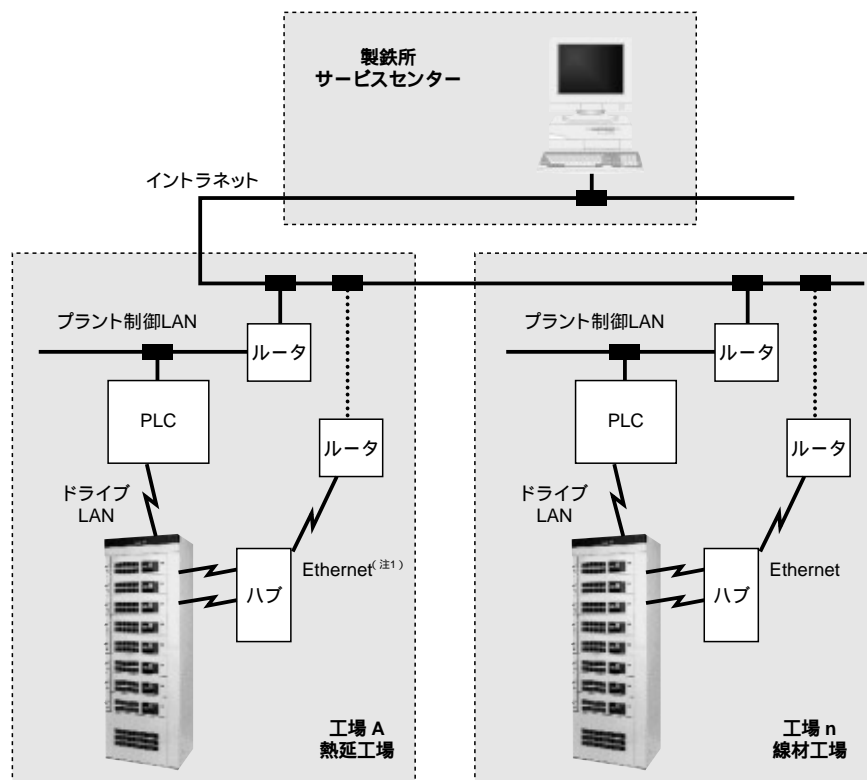 製鉄所
サービスセンター
イントラネット
プラント制御LAN
ルータ
PLC
ルータ
ドライブ
LAN
ハブ
Ethernet(注1)
工場 A
熱延工場
プラント制御LAN
ルータ
PLC
ルータ
ドライブ
LAN
ハブ
Ethernet
工場 n
線材工場